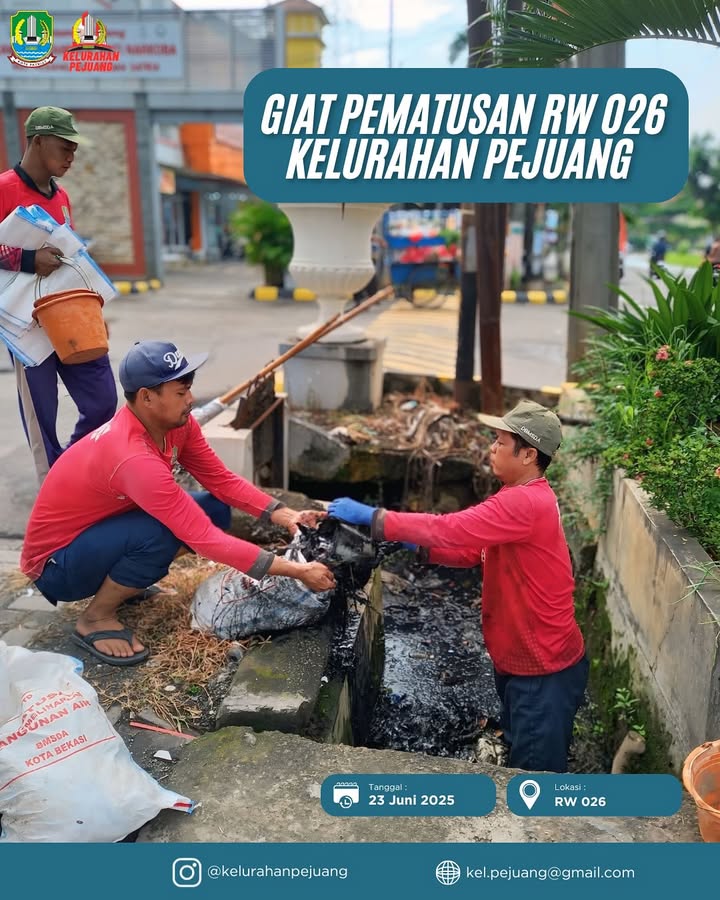 KELURAHAN
PEJUANG
GIAT PEMATUSAN RW 026
KELURAHAN PEJUANG
DBMSDA
BMSDA
KOTA BEKASI
Tanggal :
23 Juni 2025
Lokasi :
RW 026
@kelurahanpejuang
kel.pejuang@gmail.com